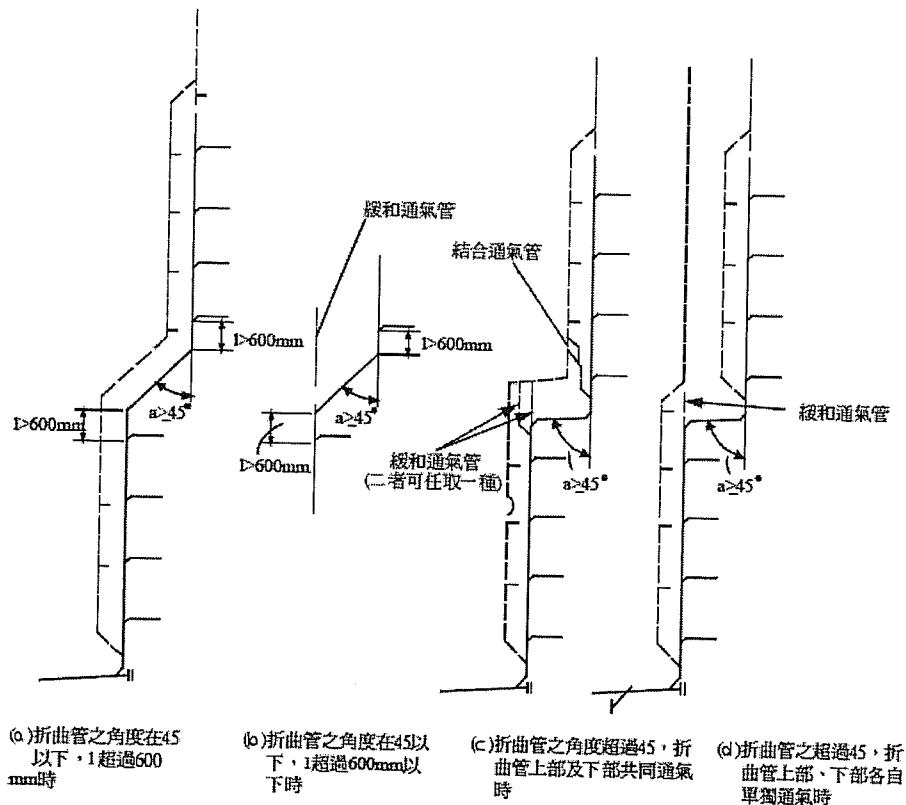 緩和通氣管
結合通氣管
l>600mm
l>600mm
a>45°
l>600mm
a>45°
l>600mm
緩和通氣管
(二者可任取一種)
a>45°
緩和通氣管
a>45°
(a)折曲管之角度在45
以下，1超過600
mm時
(b)折曲管之角度在45以
下，1超過600mm以
下時
(c)折曲管之角度超過45，折
曲管上部及下部共同通氣
時
(d)折曲管之超過45，折
曲管上部、下部各自
單獨通氣時